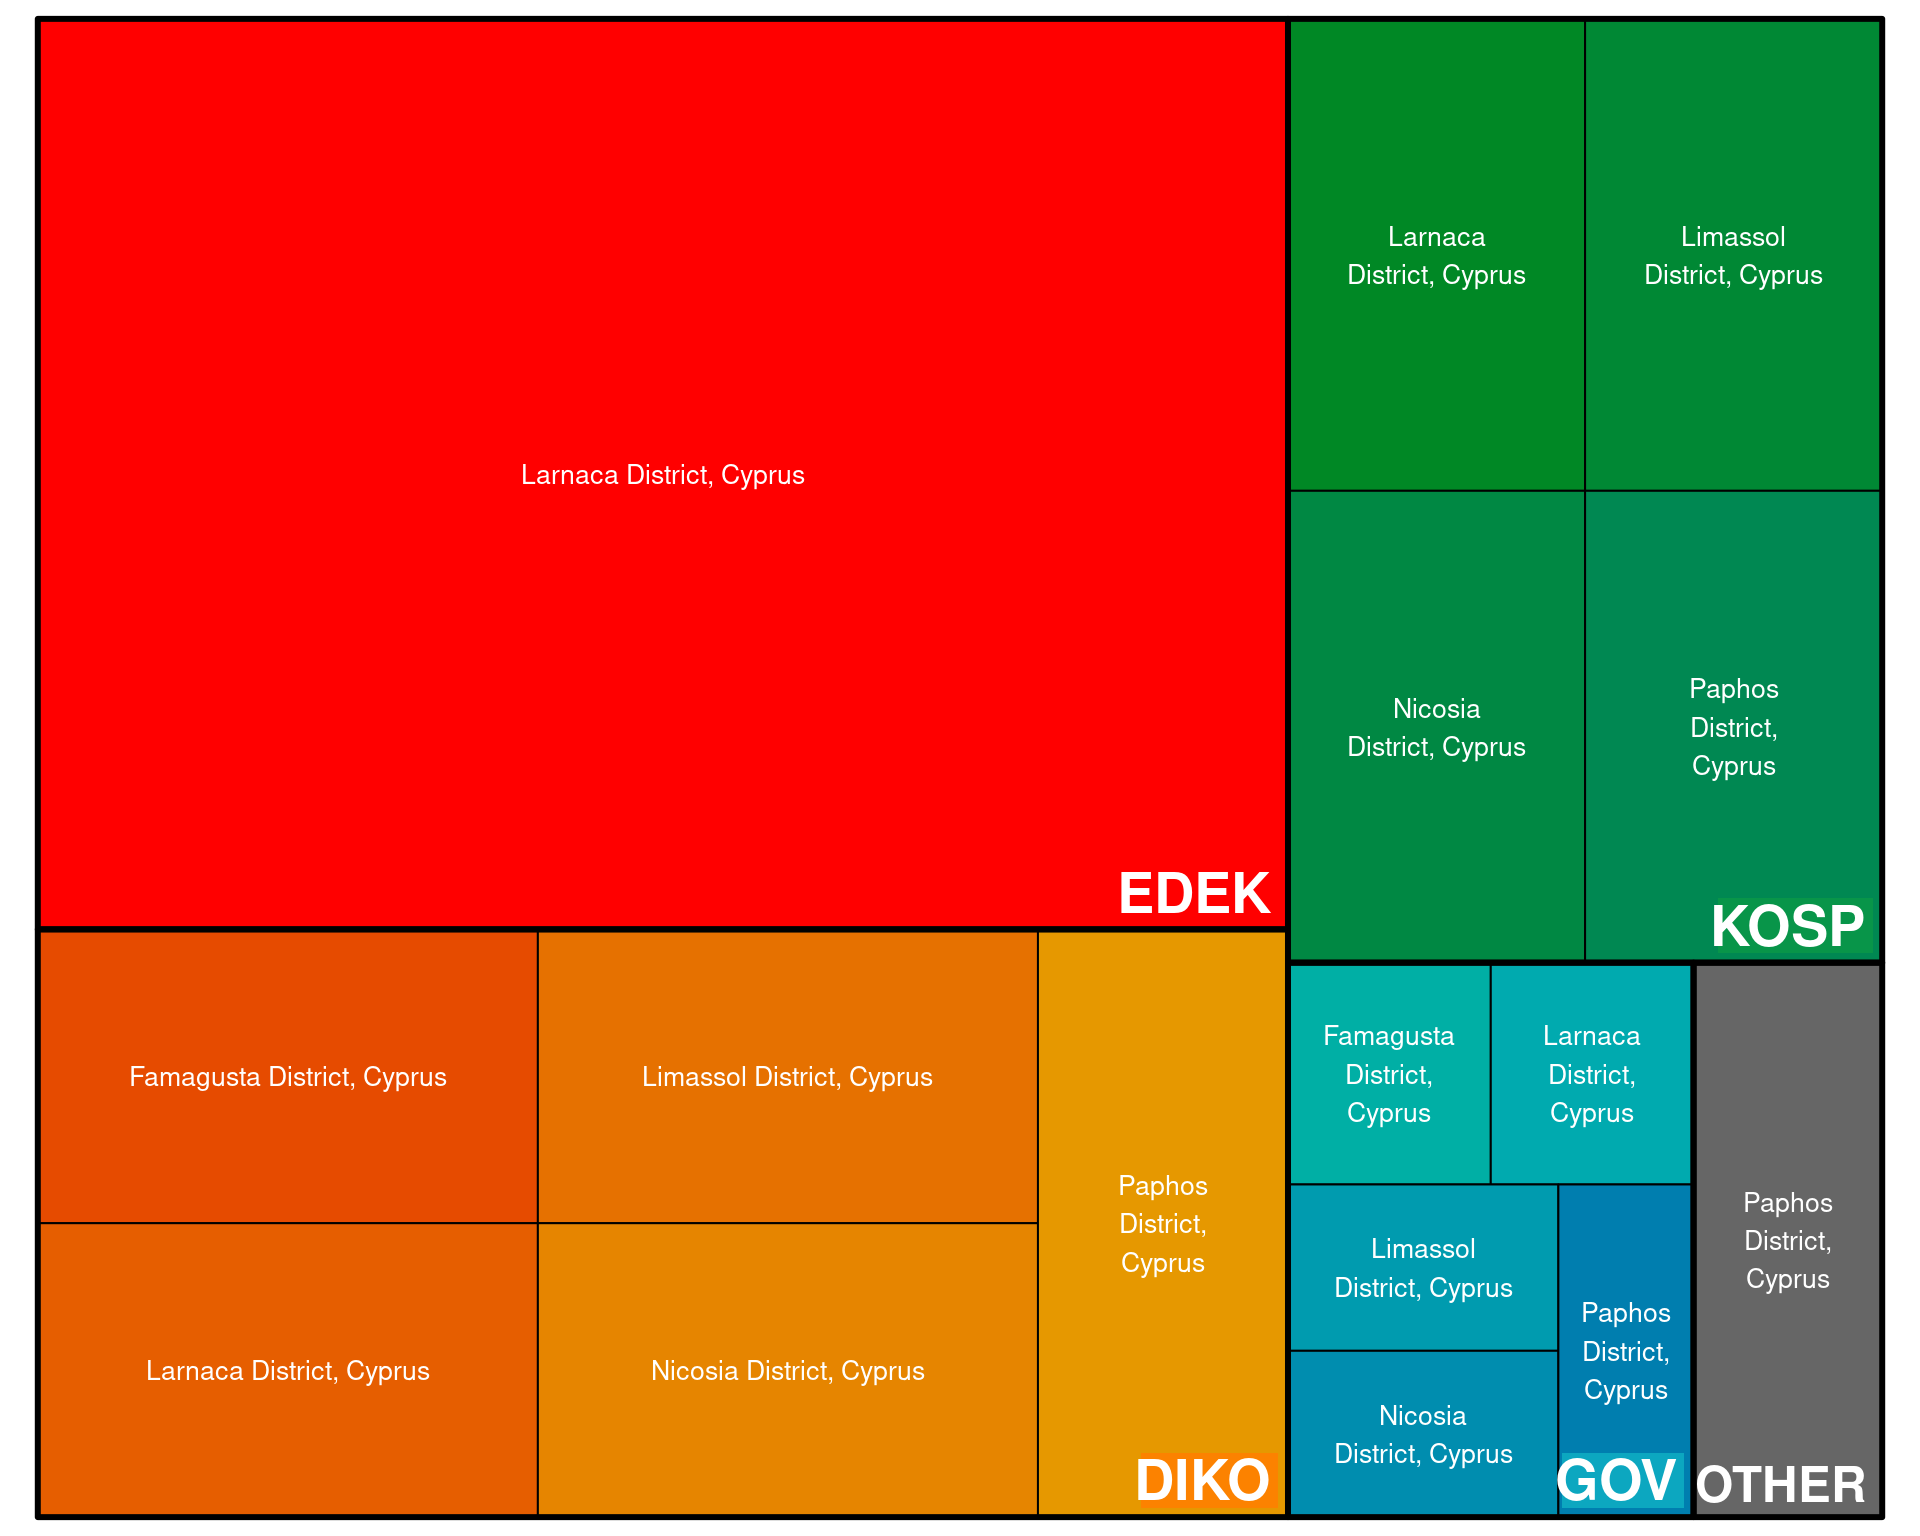 Larnaca District, Cyprus
EDEK
Famagusta District, Cyprus
Limassol District, Cyprus
Larnaca District, Cyprus
Nicosia District, Cyprus
Paphos
District,
Cyprus
DIKO
Larnaca
District, Cyprus
Limassol
District, Cyprus
Nicosia
District, Cyprus
Paphos
District,
Cyprus
KOSP
Famagusta
District,
Cyprus
Larnaca
District,
Cyprus
Limassol
District, Cyprus
Nicosia
District, Cyprus
Paphos
District,
Cyprus
GOV
Paphos
District,
Cyprus
OTHER